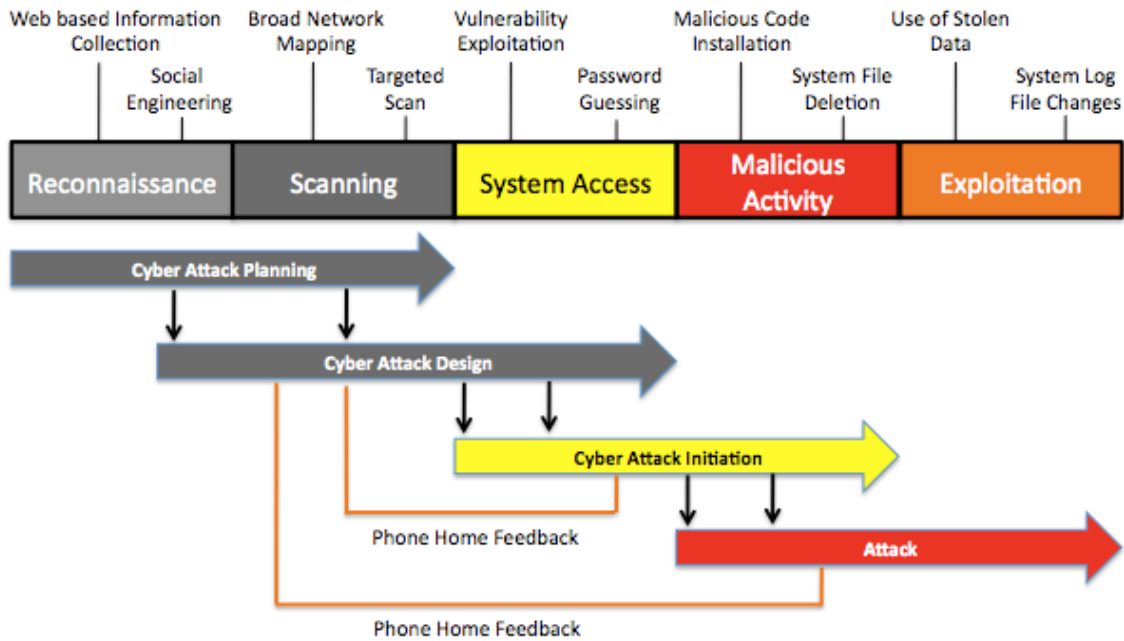 Web based Information
Collection
Social
Engineering
Broad Network
Mapping
Targeted
Scan
Vulnerability
Exploitation
Password
Guessing
Malicious Code
Installation
System File
Deletion
Use of Stolen
Data
System Log
File Changes
Reconnaissance
Scanning
System Access
Malicious
Activity
Exploitation
Cyber Attack Planning
Cyber Attack Design
Cyber Attack Initiation
Phone Home Feedback
Attack
Phone Home Feedback